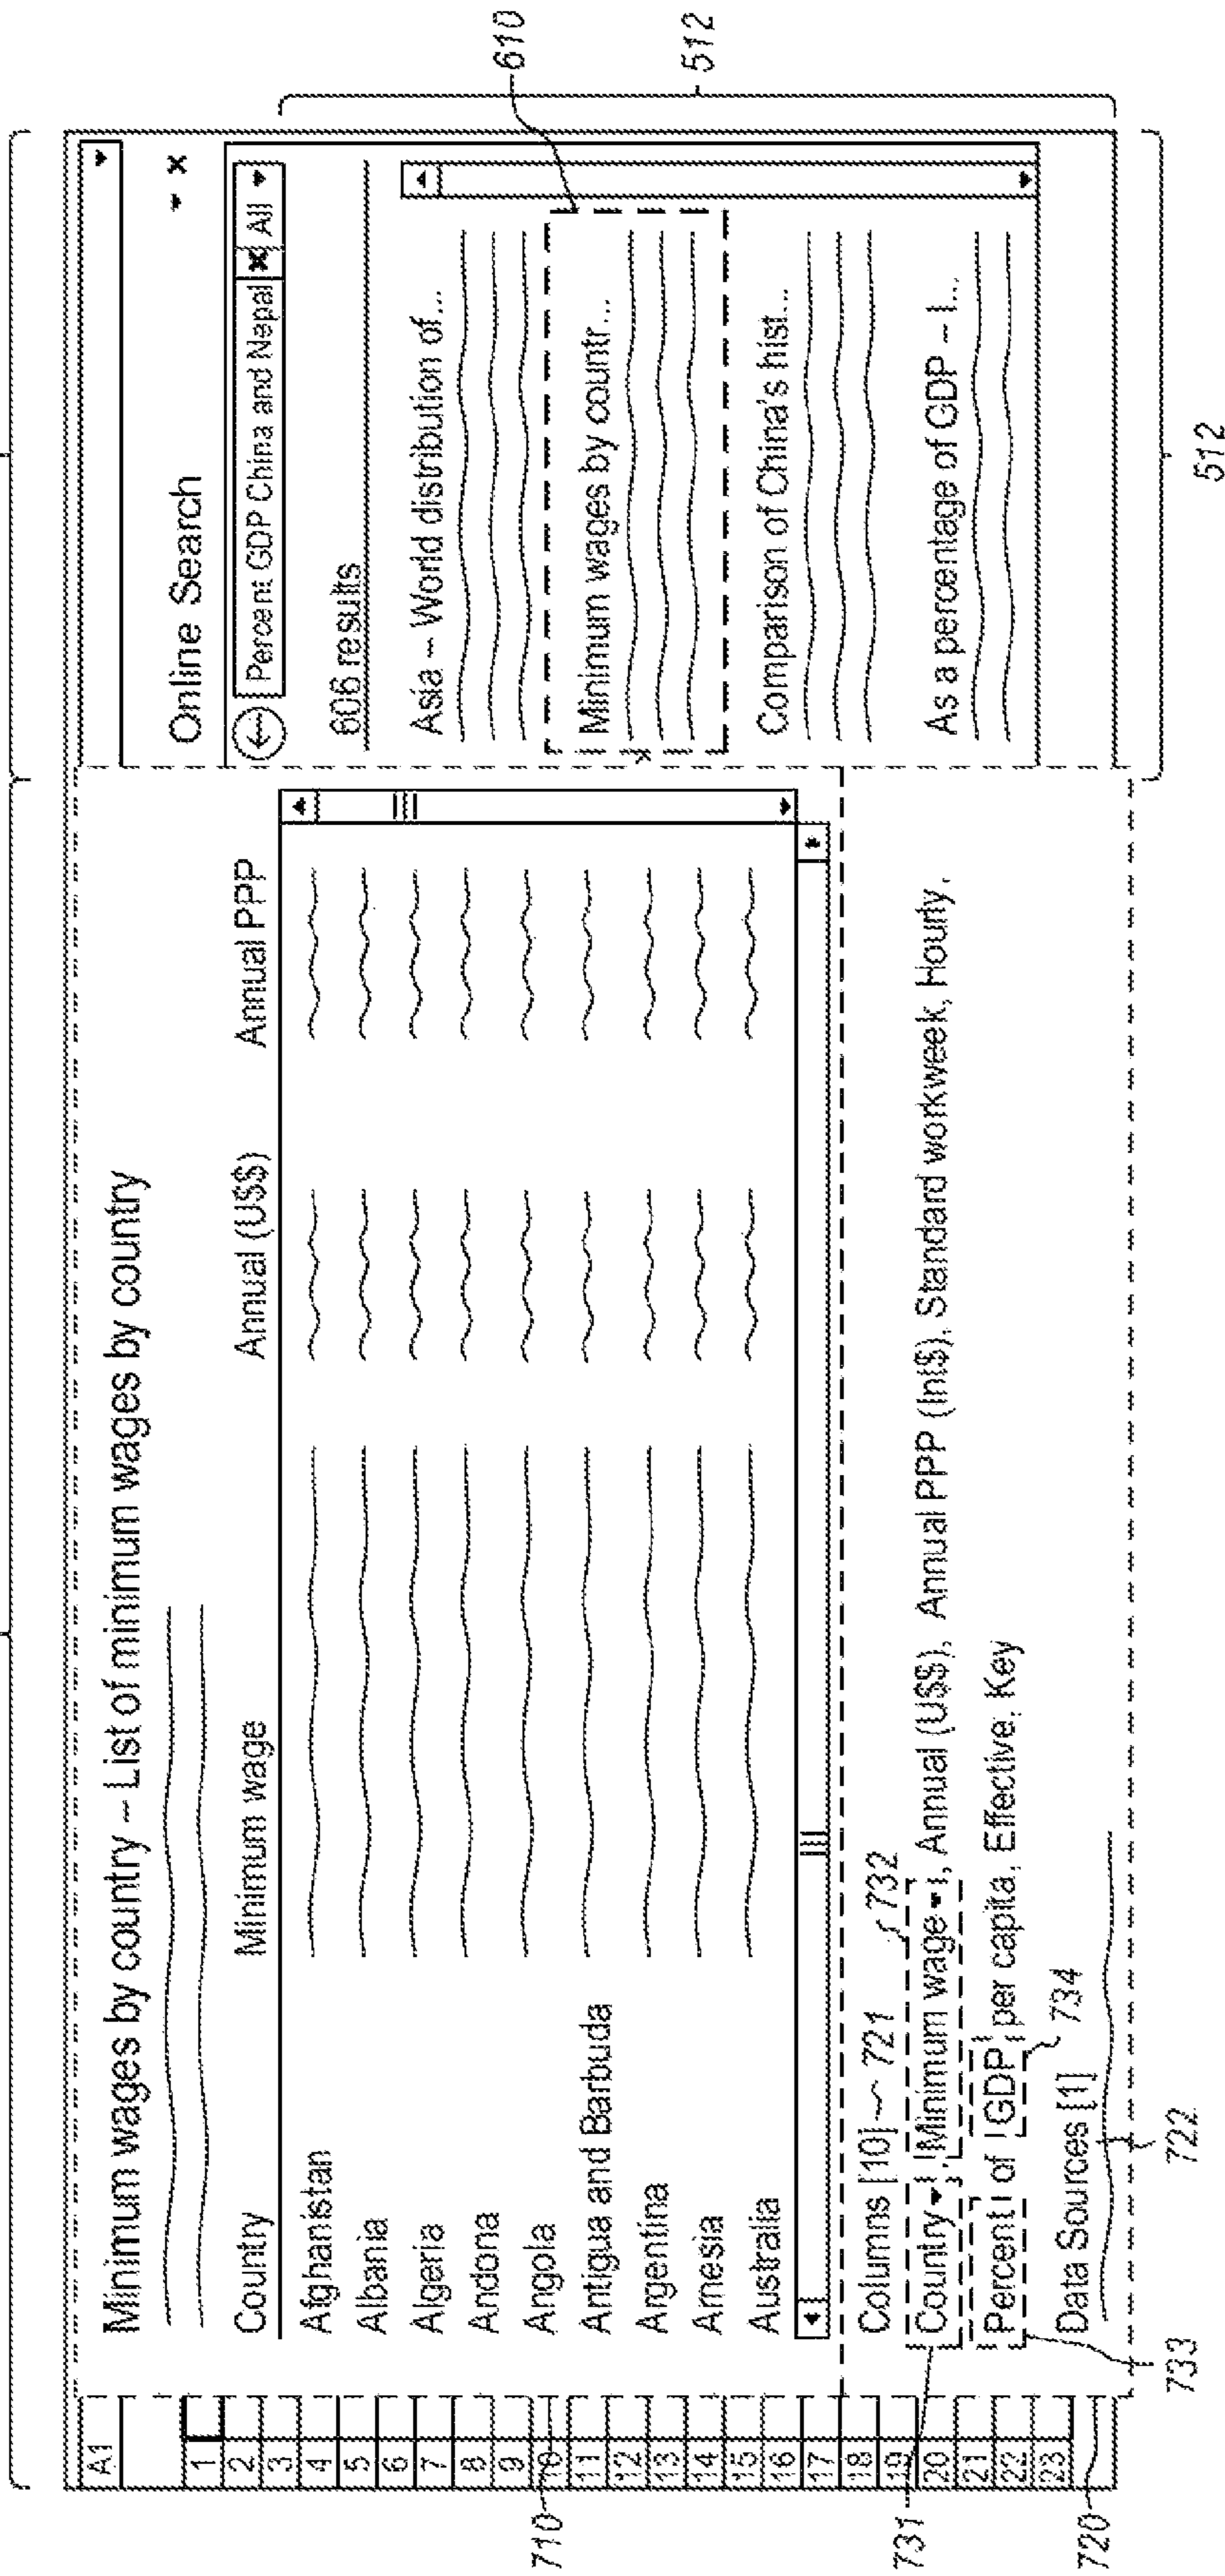 A1
Minimum wages by country – List of minimum wages by country
Country Minimum wage Annual (U$$) Annual PPP
Afghanistan
Albania
Algeria
Andona
Angola
Antigua and Barbuda
Argentina
Amesia
Australia
1
2
3
4
5
6
7
8
9
10
11
12
13
14
15
16
17
18
19
20
21
22
23
710
Columns [10] 721 732
Country Minimum wage , Annual (U$$), Annual PPP (Int$), Standard workweek, Hourly,
Percent of GDP per capita, Effective, Key
734
Data Sources [1]
731
720
733
722
Online Search ×
Percent GDP China and Nepal × All
606 results
Asia – World distribution of...
Minimum wages by countr...
Comparison of China's hist...
As a percentage of GDP – I...
610
512
512